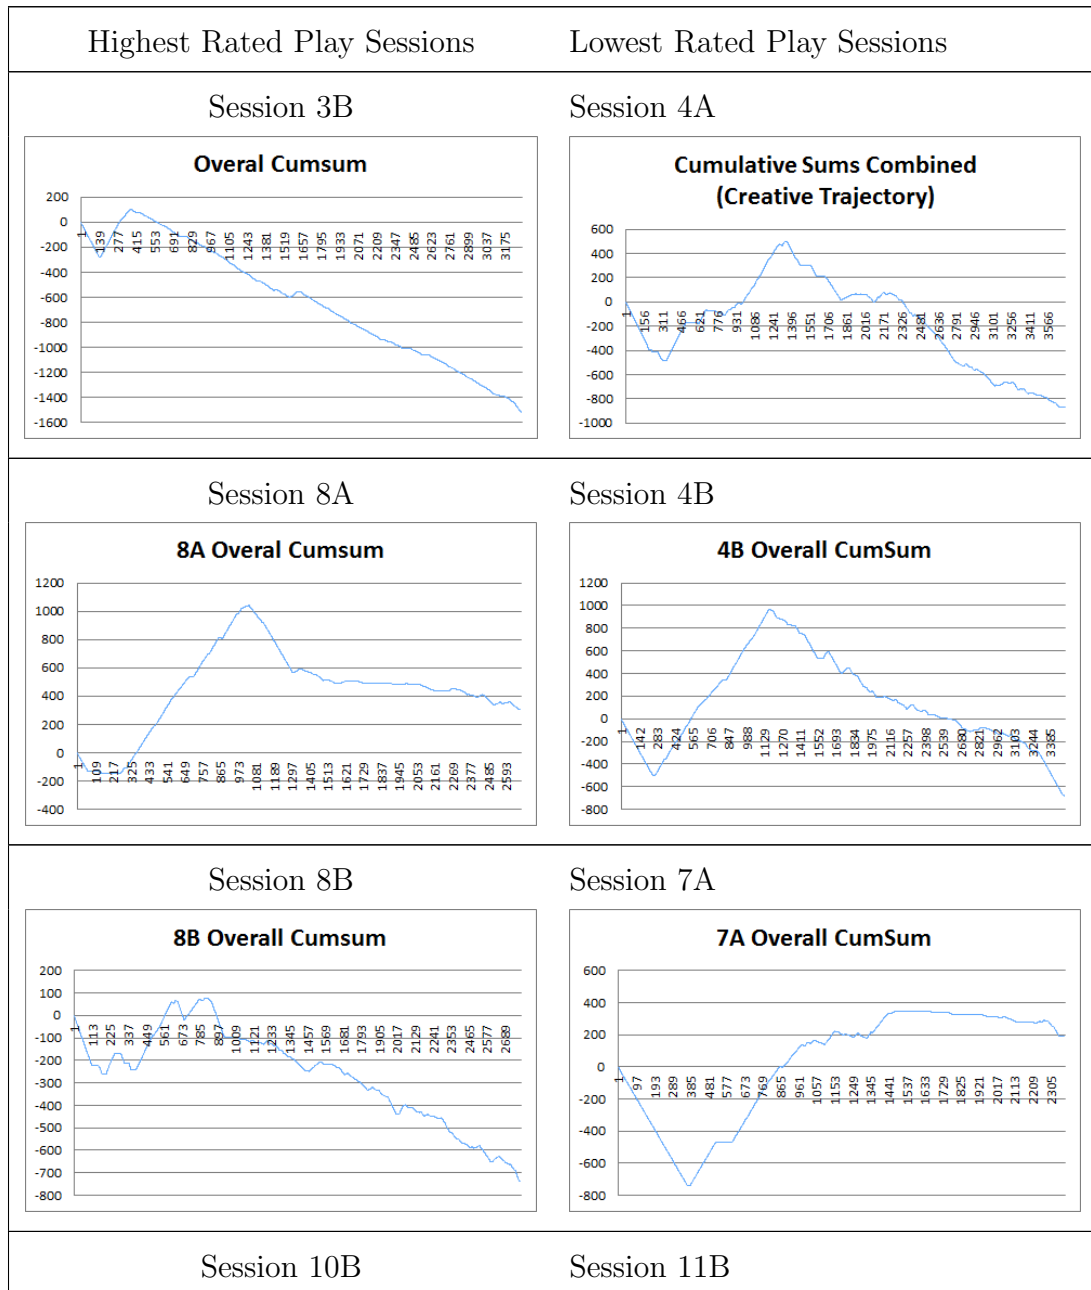 Highest Rated Play Sessions
Lowest Rated Play Sessions
Session 3B
Session 4A
Overal Cumsum
200
0
-200
-400
-600
-800
-1000
-1200
-1400
-1600
1 139 277 415 553 691 829 967 1105 1243 1381 1519 1657 1795 1933 2071 2209 2347 2485 2623 2761 2899 3037 3175
Cumulative Sums Combined
(Creative Trajectory)
600
400
200
0
-200
-400
-600
-800
-1000
1 156 311 466 621 776 931 1086 1241 1396 1551 1706 1861 2016 2171 2326 2481 2636 2791 2946 3101 3256 3411 3566
Session 8A
Session 4B
8A Overal Cumsum
1200
1000
800
600
400
200
0
-200
-400
1 109 217 325 433 541 649 757 865 973 1081 1189 1297 1405 1513 1621 1729 1837 1945 2053 2161 2269 2377 2485 2593
4B Overall CumSum
1200
1000
800
600
400
200
0
-200
-400
-600
-800
1 142 283 424 565 706 847 988 1129 1270 1411 1552 1693 1834 1975 2116 2257 2398 2539 2680 2821 2962 3103 3244 3385
Session 8B
Session 7A
8B Overall Cumsum
200
100
0
-100
-200
-300
-400
-500
-600
-700
-800
1 113 225 337 449 561 673 785 897 1009 1121 1233 1345 1457 1569 1681 1793 1905 2017 2129 2241 2353 2465 2577 2689
7A Overall CumSum
600
400
200
0
-200
-400
-600
-800
1 97 193 289 385 481 577 673 769 865 961 1057 1153 1249 1345 1441 1537 1633 1729 1825 1921 2017 2113 2209 2305
Session 10B
Session 11B